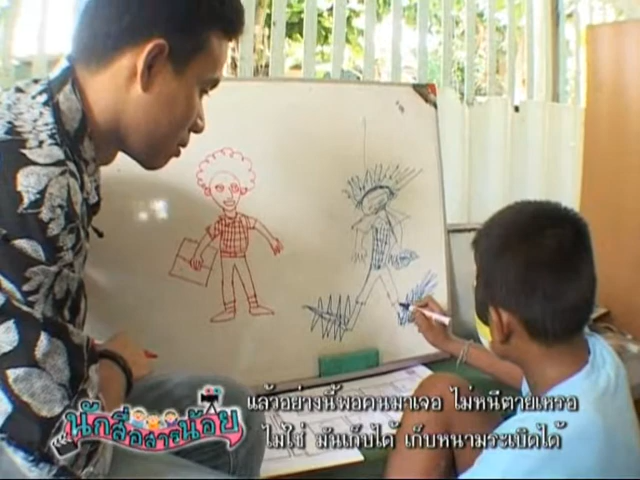 แล้วอย่างนี้พอคนมาเจอ ไม่หนีตายเหรอ
นักสื่อสารน้อย
ไม่ใช่ มันเก็บได้ เก็บหนามระเบิดได้